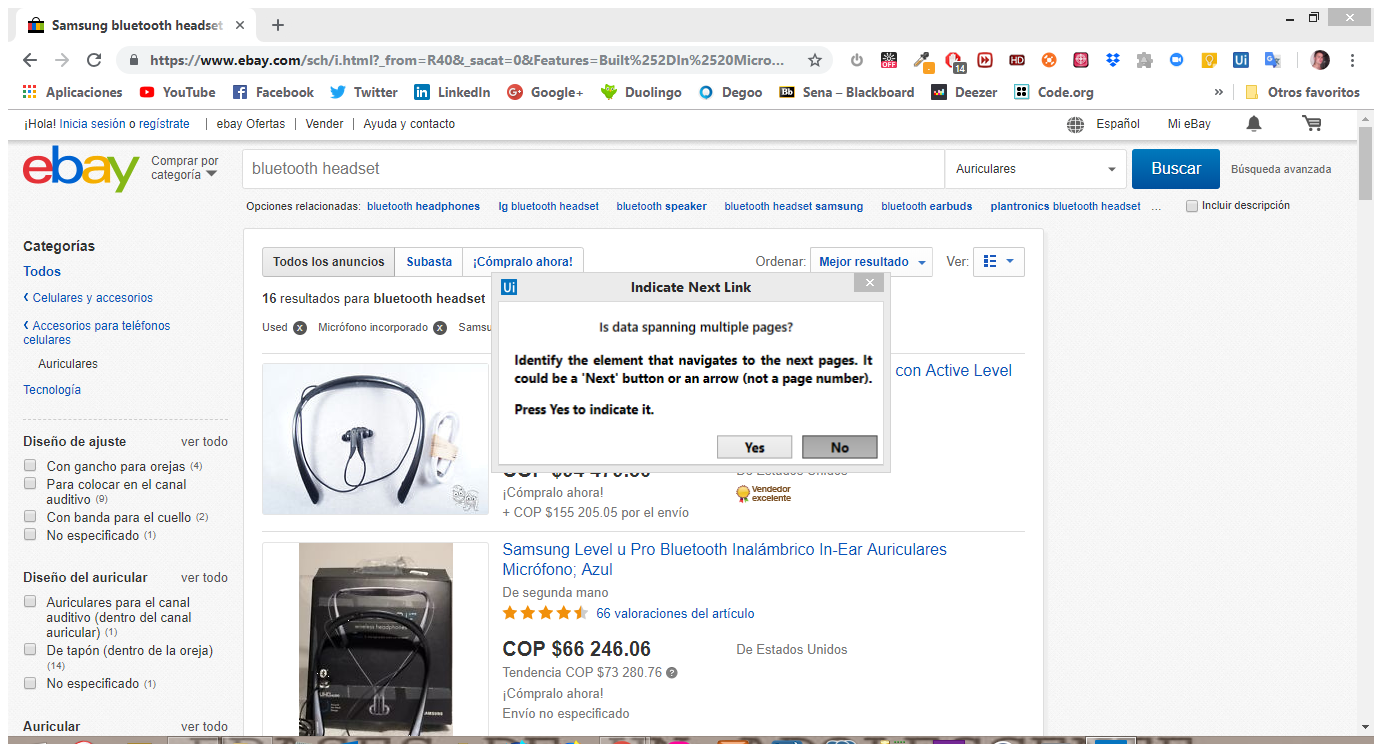 Samsung bluetooth headset
https://www.ebay.com/sch/i.html?_from=R40&_sacat=0&Features=Built%252DIn%2520Micro...
OFF
14
HD
Ui
Aplicaciones YouTube Facebook Twitter LinkedIn Google+ Duolingo Degoo Bb Sena – Blackboard Deezer Code.org » Otros favoritos
¡Hola! Inicia sesión o regístrate | ebay Ofertas | Vender | Ayuda y contacto Español Mi eBay
ebay Comprar por categoría bluetooth headset Auriculares Buscar Búsqueda avanzada
Opciones relacionadas: bluetooth headphones lg bluetooth headset bluetooth speaker bluetooth headset samsung bluetooth earbuds plantronics bluetooth headset ... Incluir descripción
Categorías
Todos
Celulares y accesorios
Accesorios para teléfonos
celulares
Auriculares
Tecnología
Diseño de ajuste ver todo
Con gancho para orejas (4)
Para colocar en el canal
auditivo (9)
Con banda para el cuello (2)
No especificado (1)
Diseño del auricular ver todo
Auriculares para el canal
auditivo (dentro del canal
auricular) (1)
De tapón (dentro de la oreja)
(14)
No especificado (1)
Auricular ver todo
Todos los anuncios Subasta ¡Cómpralo ahora! Ordenar: Mejor resultado Ver:
16 resultados para bluetooth headset
Used Micrófono incorporado Samsu
Ui Indicate Next Link
Is data spanning multiple pages?
Identify the element that navigates to the next pages. It
could be a 'Next' button or an arrow (not a page number).
Press Yes to indicate it.
Yes No
con Active Level
De Estados Unidos
¡Cómpralo ahora! Vendedor
excelente
+ COP $155 205.05 por el envío
Samsung Level u Pro Bluetooth Inalámbrico In-Ear Auriculares
Micrófono; Azul
De segunda mano
66 valoraciones del artículo
COP $66 246.06 De Estados Unidos
Tendencia COP $73 280.76
¡Cómpralo ahora!
Envío no especificado
wireless headphones
SAMSUNG